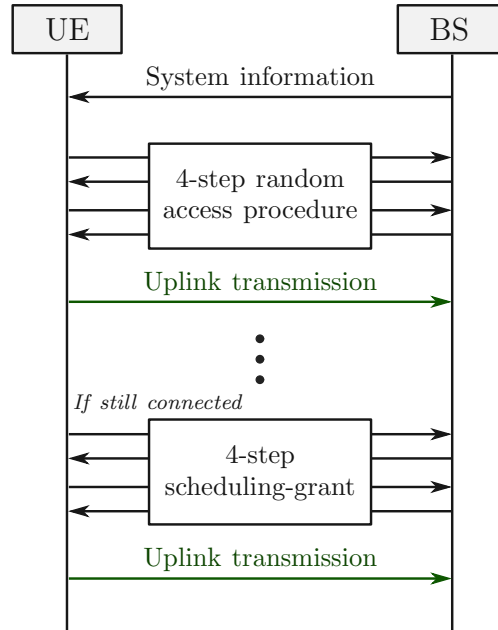 UE
BS
System information
4-step random
access procedure
Uplink transmission
If still connected
4-step
scheduling-grant
Uplink transmission